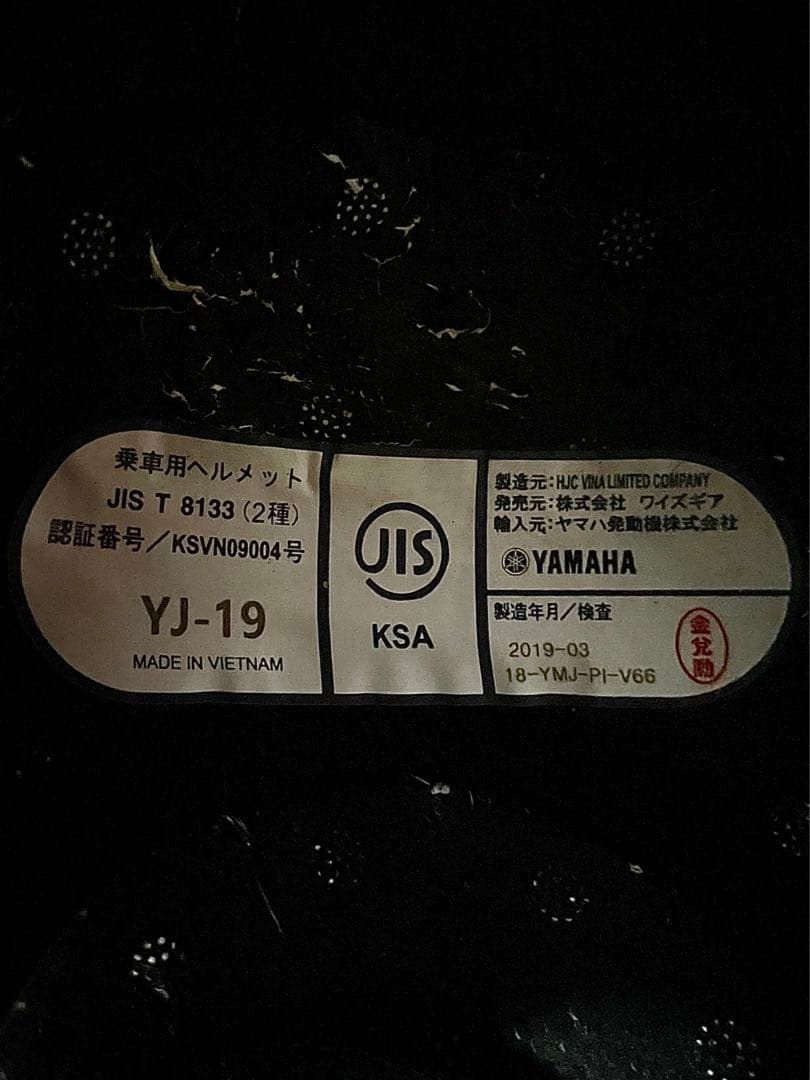 乗車用ヘルメット
JIS T 8133（2種）
認証番号／KSVN09004号
YJ-19
MADE IN VIETNAM
JIS
KSA
製造元：HJC VINA LIMITED COMPANY
発売元：株式会社 ワイズギア
輸入元：ヤマハ発動機株式会社
YAMAHA
製造年月／検査
2019-03
18-YMJ-PI-V66
金兌勛